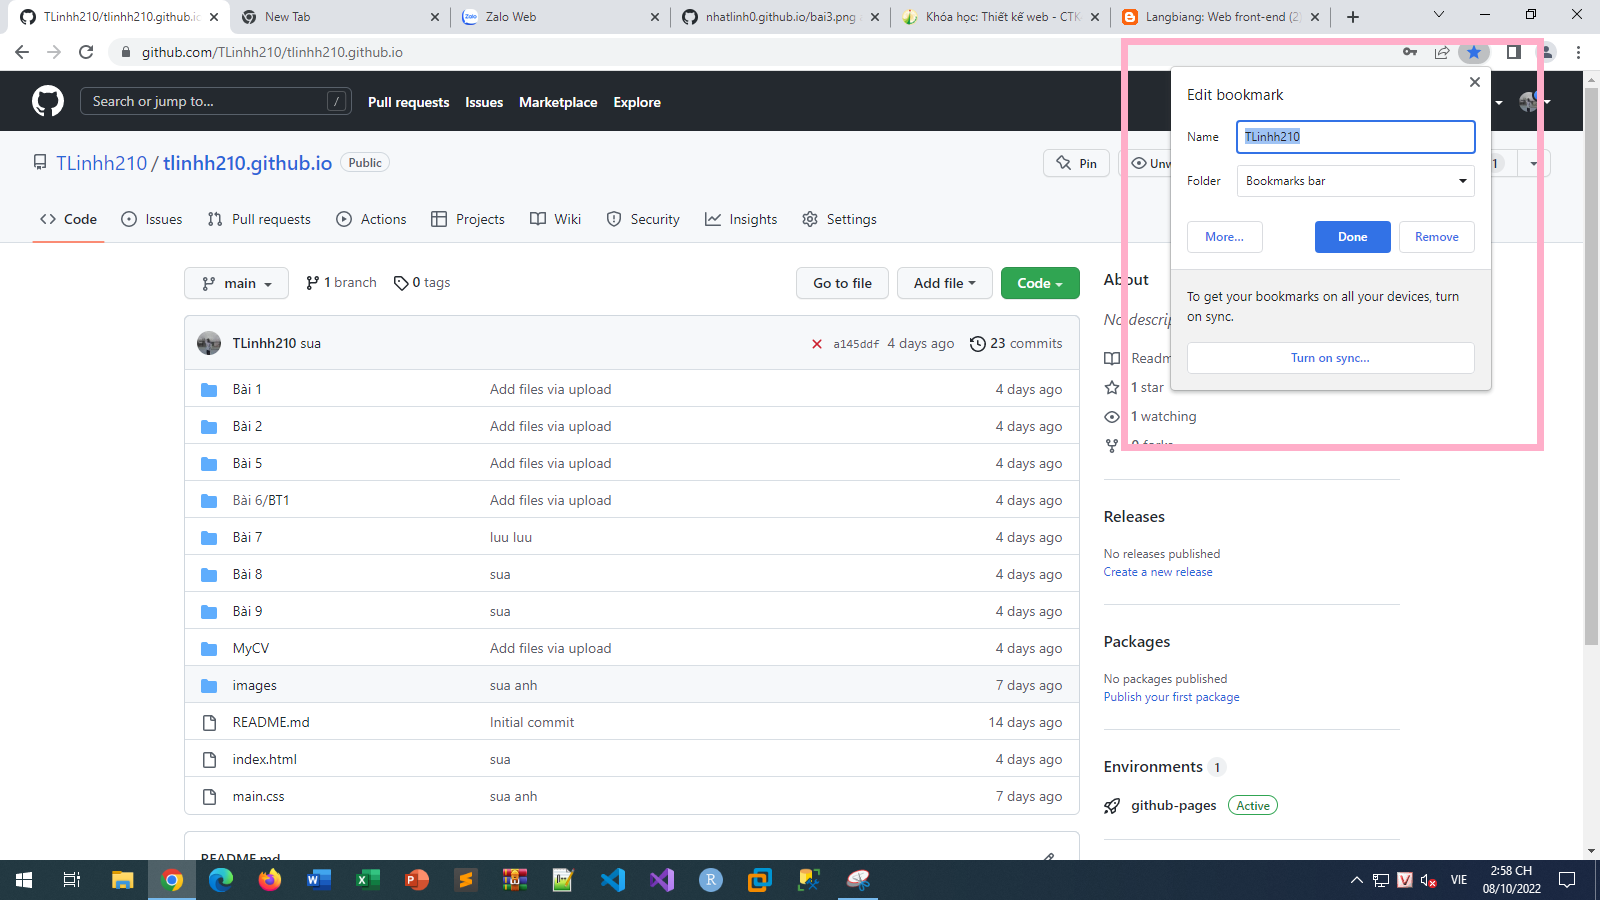 TLinhh210/tlinhh210.github.io
New Tab
Zalo Web
nhatlinh0.github.io/bai3.png
Khóa học: Thiết kế web - CTK
Langbiang: Web front-end (2)
github.com/TLinhh210/tlinhh210.github.io
Search or jump to... /
Pull requests Issues Marketplace Explore
TLinhh210 / tlinhh210.github.io Public
Pin
1
Code Issues Pull requests Actions Projects Wiki Security Insights Settings
Edit bookmark
Name TLinhh210
Folder Bookmarks bar
More... Done Remove
To get your bookmarks on all your devices, turn
on sync.
Turn on sync...
main 1 branch 0 tags
Go to file Add file Code
TLinhh210 sua a145ddf 4 days ago 23 commits
Bài 1 Add files via upload 4 days ago
Bài 2 Add files via upload 4 days ago
Bài 5 Add files via upload 4 days ago
Bài 6/BT1 Add files via upload 4 days ago
Bài 7 luu luu 4 days ago
Bài 8 sua 4 days ago
Bài 9 sua 4 days ago
MyCV Add files via upload 4 days ago
images sua anh 7 days ago
README.md Initial commit 14 days ago
index.html sua 4 days ago
main.css sua anh 7 days ago
README.md
About
No
1 star
1 watching
0 forks
Releases
No releases published
Create a new release
Packages
No packages published
Publish your first package
Environments 1
github-pages Active
VIE
2:58 CH
08/10/2022